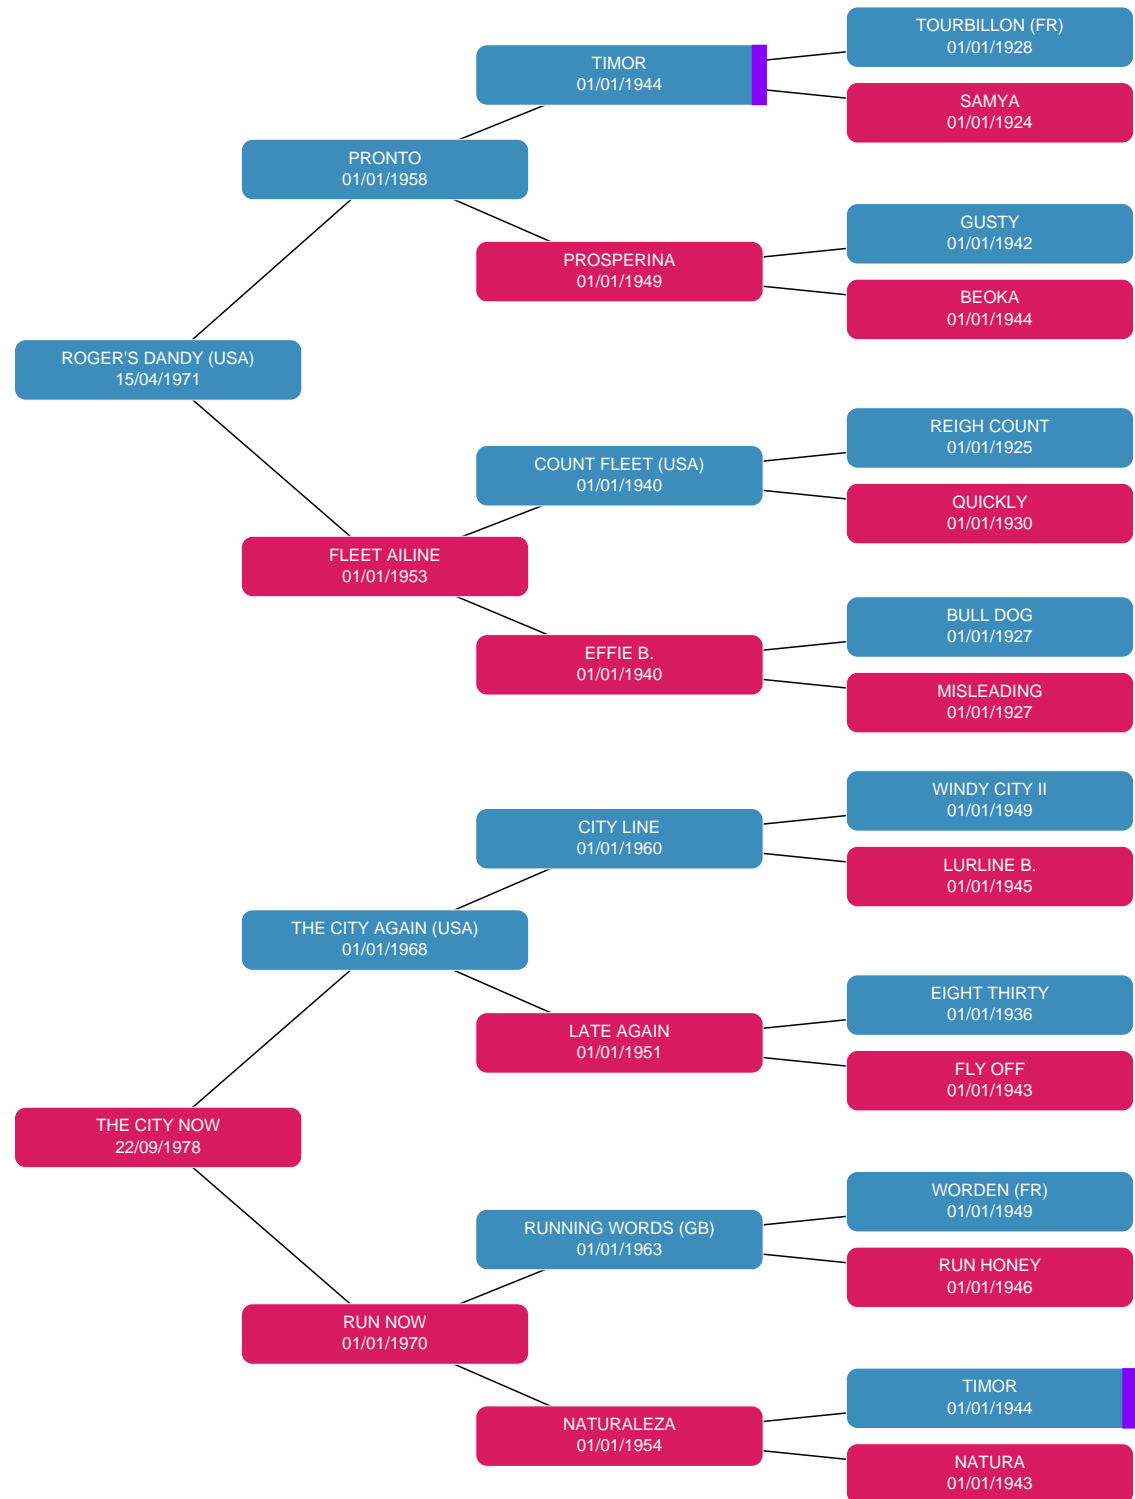 TOURBILLON (FR)
01/01/1928
TIMOR
01/01/1944
SAMYA
01/01/1924
PRONTO
01/01/1958
GUSTY
01/01/1942
PROSPERINA
01/01/1949
BEOKA
01/01/1944
ROGER'S DANDY (USA)
15/04/1971
REIGH COUNT
01/01/1925
COUNT FLEET (USA)
01/01/1940
QUICKLY
01/01/1930
FLEET AILINE
01/01/1953
BULL DOG
01/01/1927
EFFIE B.
01/01/1940
MISLEADING
01/01/1927
WINDY CITY II
01/01/1949
CITY LINE
01/01/1960
LURLINE B.
01/01/1945
THE CITY AGAIN (USA)
01/01/1968
EIGHT THIRTY
01/01/1936
LATE AGAIN
01/01/1951
FLY OFF
01/01/1943
THE CITY NOW
22/09/1978
WORDEN (FR)
01/01/1949
RUNNING WORDS (GB)
01/01/1963
RUN HONEY
01/01/1946
RUN NOW
01/01/1970
TIMOR
01/01/1944
NATURALEZA
01/01/1954
NATURA
01/01/1943